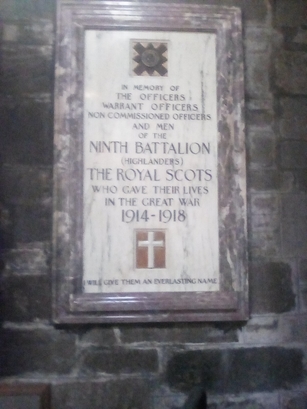 IN MEMORY OF
THE OFFICERS
WARRANT OFFICERS
NON COMMISSIONED OFFICERS
AND MEN
OF THE
NINTH BATTALION
(HIGHLANDERS)
THE ROYAL SCOTS
WHO GAVE THEIR LIVES
IN THE GREAT WAR
1914-1918
I WILL GIVE THEM AN EVERLASTING NAME